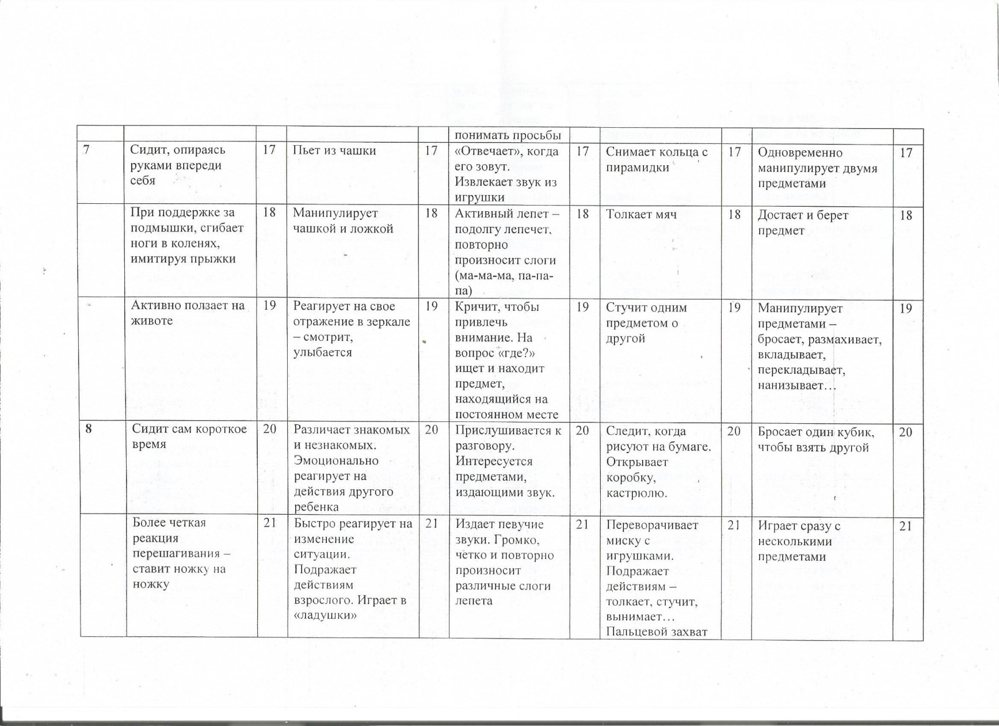 понимать просьбы
7
Сидит, опираясь
руками впереди
себя
17
Пьет из чашки
17
«Отвечает», когда
его зовут.
Извлекает звук из
игрушки
17
Снимает кольца с
пирамидки
17
Одновременно
манипулирует двумя
предметами
17
При поддержке за
подмышки, сгибает
ноги в коленях,
имитируя прыжки
18
Манипулирует
чашкой и ложкой
18
Активный лепет –
подолгу лепечет,
повторно
произносит слоги
(ма-ма-ма, па-па-
па)
18
Толкает мяч
18
Достает и берет
предмет
18
Активно ползает на
животе
19
Реагирует на свое
отражение в зеркале
– смотрит,
улыбается
19
Кричит, чтобы
привлечь
внимание. На
вопрос «где?»
ищет и находит
предмет,
находящийся на
постоянном месте
19
Стучит одним
предметом о
другой
19
Манипулирует
предметами –
бросает, размахивает,
вкладывает,
перекладывает,
нанизывает…
19
8
Сидит сам короткое
время
20
Различает знакомых
и незнакомых.
Эмоционально
реагирует на
действия другого
ребенка
20
Прислушивается к
разговору.
Интересуется
предметами,
издающими звук.
20
Следит, когда
рисуют на бумаге.
Открывает
коробку,
кастрюлю.
20
Бросает один кубик,
чтобы взять другой
20
Более четкая
реакция
перешагивания –
ставит ножку на
ножку
21
Быстро реагирует на
изменение
ситуации.
Подражает
действиям
взрослого. Играет в
«ладушки»
21
Издает певучие
звуки. Громко,
четко и повторно
произносит
различные слоги
лепета
21
Переворачивает
миску с
игрушками.
Подражает
действиям –
толкает, стучит,
вынимает…
Пальцевой захват
21
Играет сразу с
несколькими
предметами
21